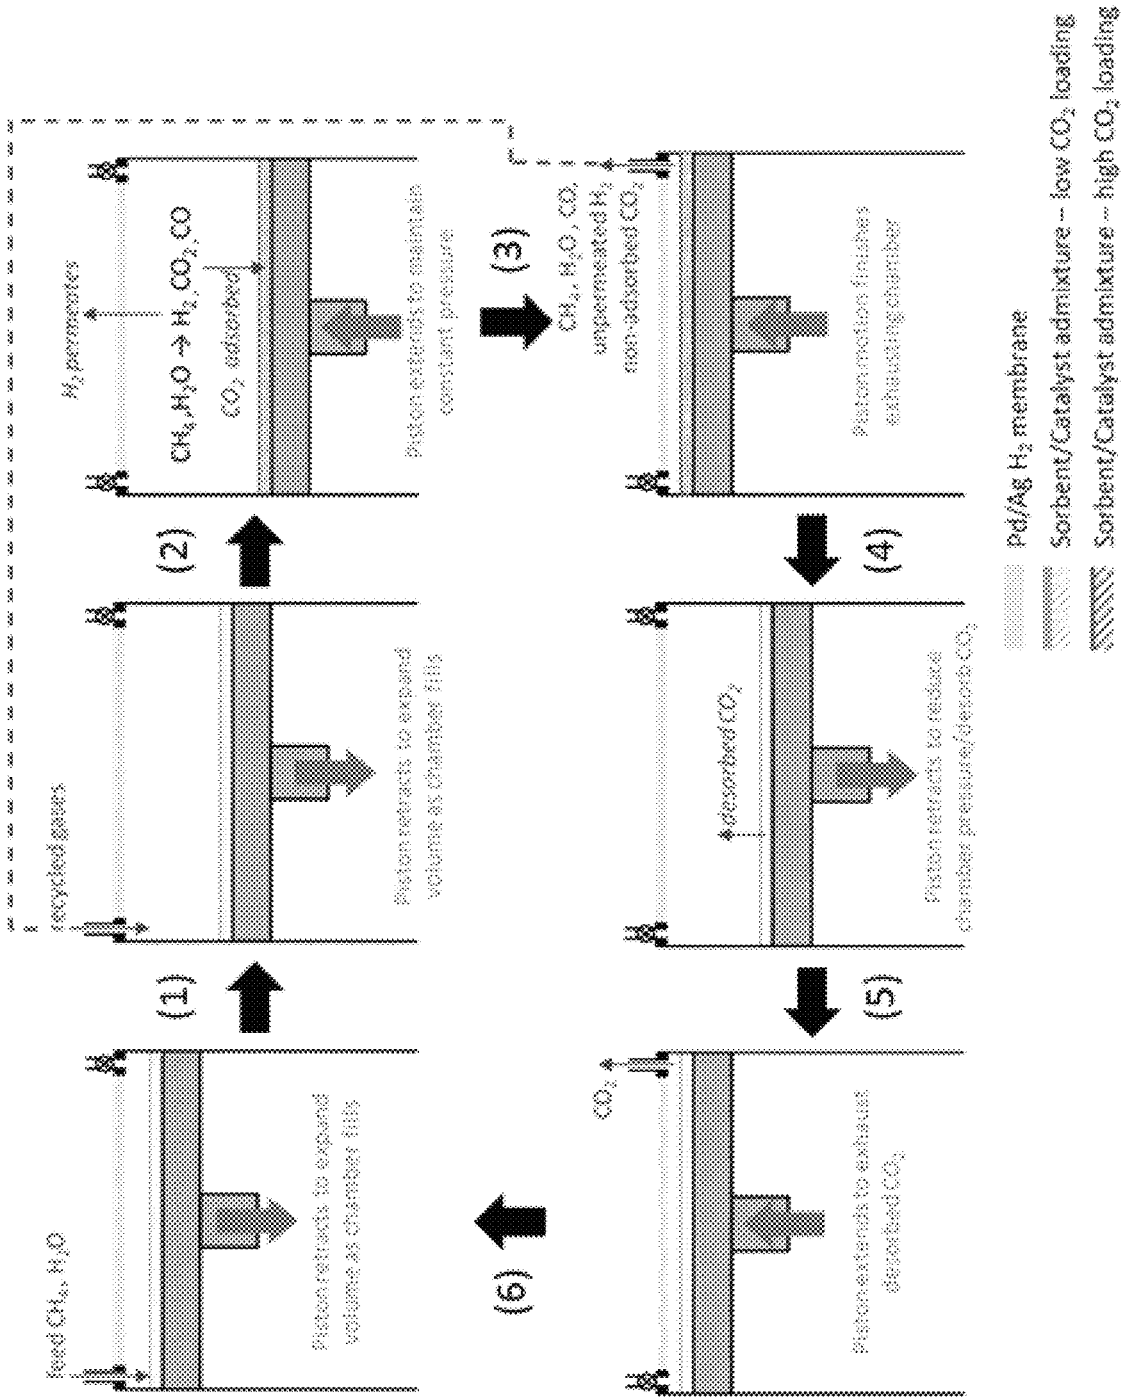 feed CH₄, H₂O
Piston retracts to expand
volume as chamber fills
(1)
recycled gases
Piston retracts to expand
volume as chamber fills
(2)
H₂ permeates
CH₄, H₂O → H₂, CO₂, CO
CO₂ adsorbed
Piston extends to maintain
constant pressure
(3)
CH₄, H₂O, CO,
unpermeated H₂
non-adsorbed CO₂
Piston motion finishes
exhausting chamber
(4)
desorbed CO₂
Piston retracts to reduce
chamber pressure/desorb CO₂
(5)
CO₂
Piston extends to exhaust
desorbed CO₂
(6)
Pd/Ag H₂ membrane
Sorbent/Catalyst admixture – low CO₂ loading
Sorbent/Catalyst admixture – high CO₂ loading